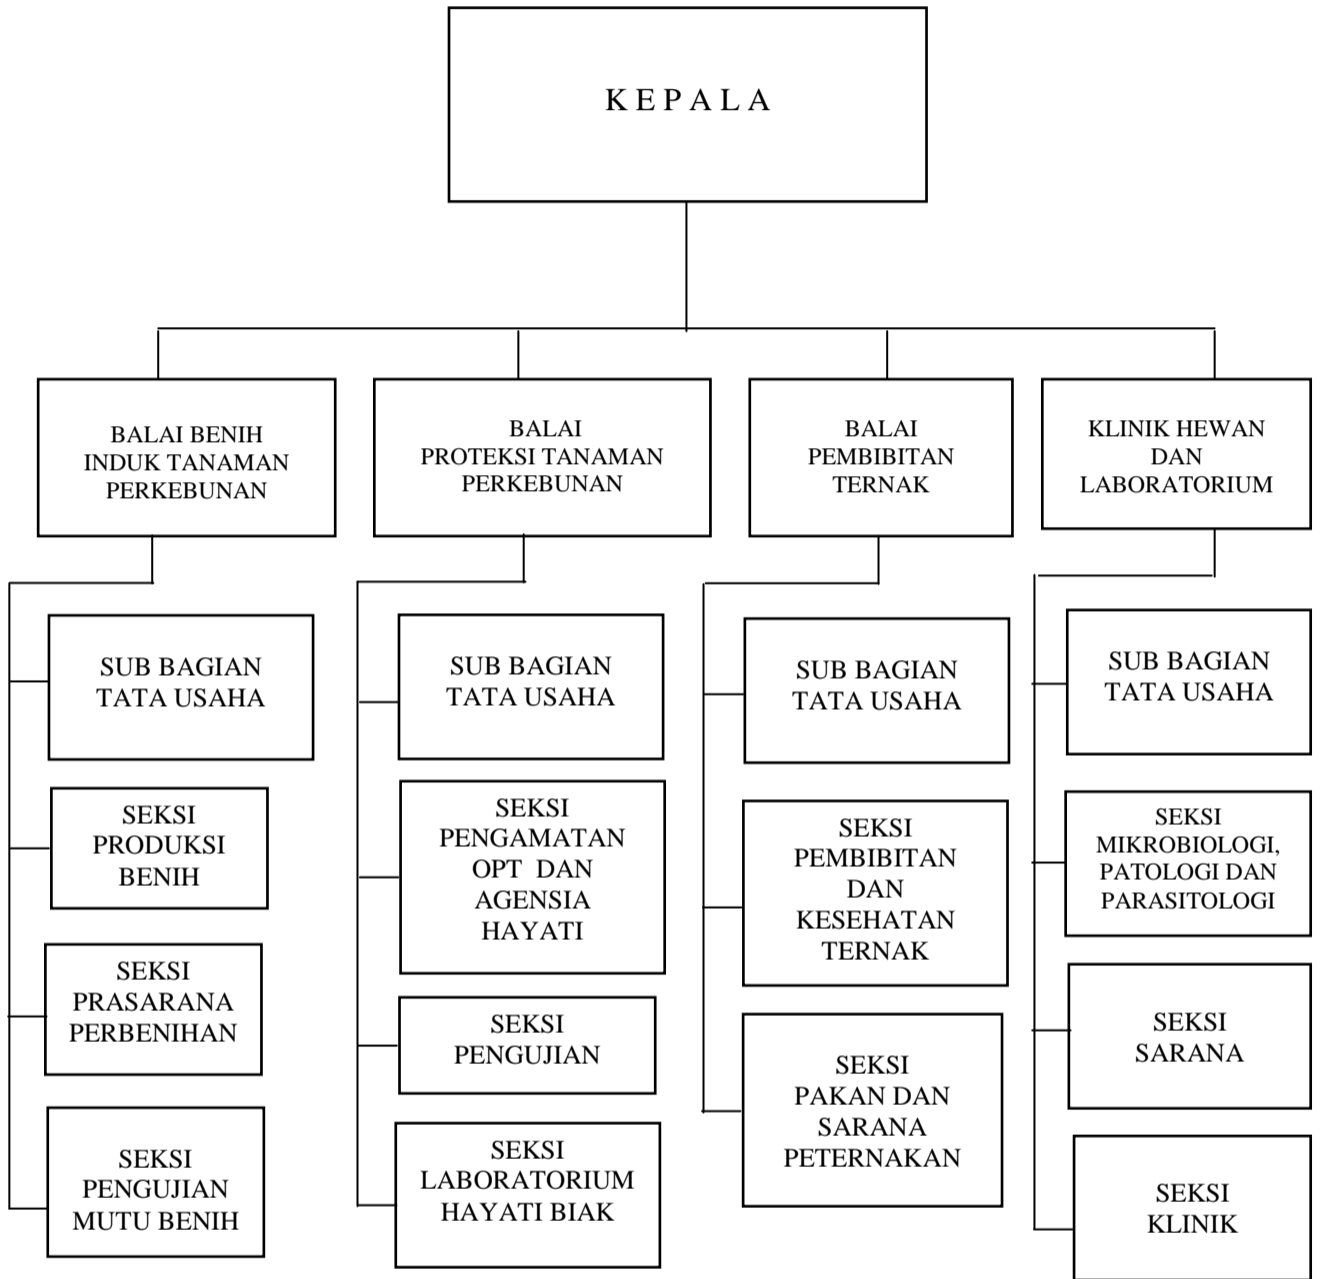 K E P A L A
BALAI BENIH
INDUK TANAMAN
PERKEBUNAN
BALAI
PROTEKSI TANAMAN
PERKEBUNAN
BALAI
PEMBIBITAN
TERNAK
KLINIK HEWAN
DAN
LABORATORIUM
SUB BAGIAN
TATA USAHA
SEKSI
PRODUKSI
BENIH
SEKSI
PRASARANA
PERBENIHAN
SEKSI
PENGUJIAN
MUTU BENIH
SUB BAGIAN
TATA USAHA
SEKSI
PENGAMATAN
OPT DAN
AGENSIA
HAYATI
SEKSI
PENGUJIAN
SEKSI
LABORATORIUM
HAYATI BIAK
SUB BAGIAN
TATA USAHA
SEKSI
PEMBIBITAN
DAN
KESEHATAN
TERNAK
SEKSI
PAKAN DAN
SARANA
PETERNAKAN
SUB BAGIAN
TATA USAHA
SEKSI
MIKROBIOLOGI,
PATOLOGI DAN
PARASITOLOGI
SEKSI
SARANA
SEKSI
KLINIK